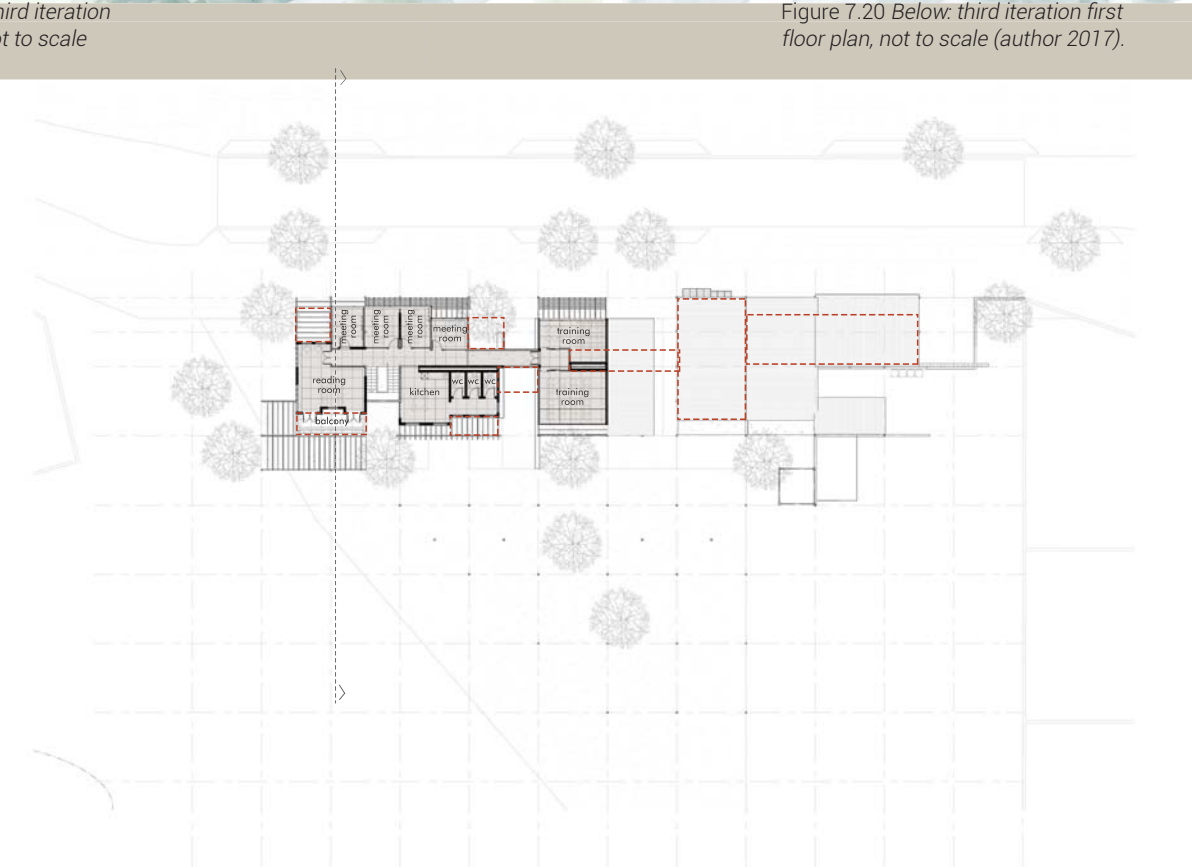 hird iteration
ot to scale
Figure 7.20 Below: third iteration first
floor plan, not to scale (author 2017).
meeting
room
meeting
room
meeting
room
meeting
room
training
room
reading
room
kitchen
wc
wc
wc
training
room
balcony